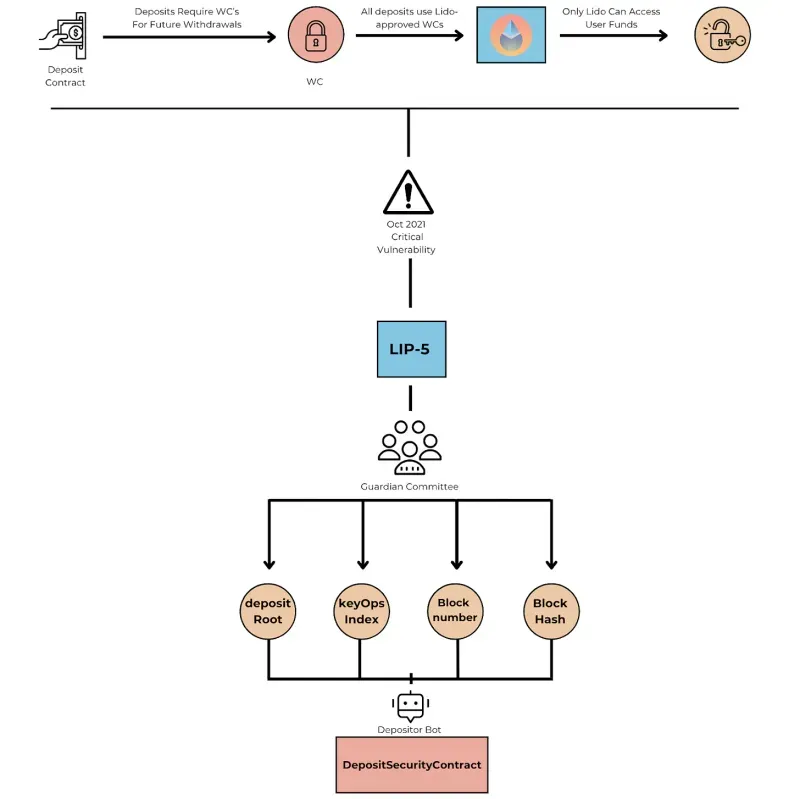 Deposits Require WC's
For Future Withdrawals
All deposits use Lido-
approved WCs
Only Lido Can Access
User Funds
Deposit
Contract
WC
Oct 2021
Critical
Vulnerability
LIP-5
Guardian Committee
deposit
Root
keyOps
Index
Block
number
Block
Hash
Depositor Bot
DepositSecurityContract